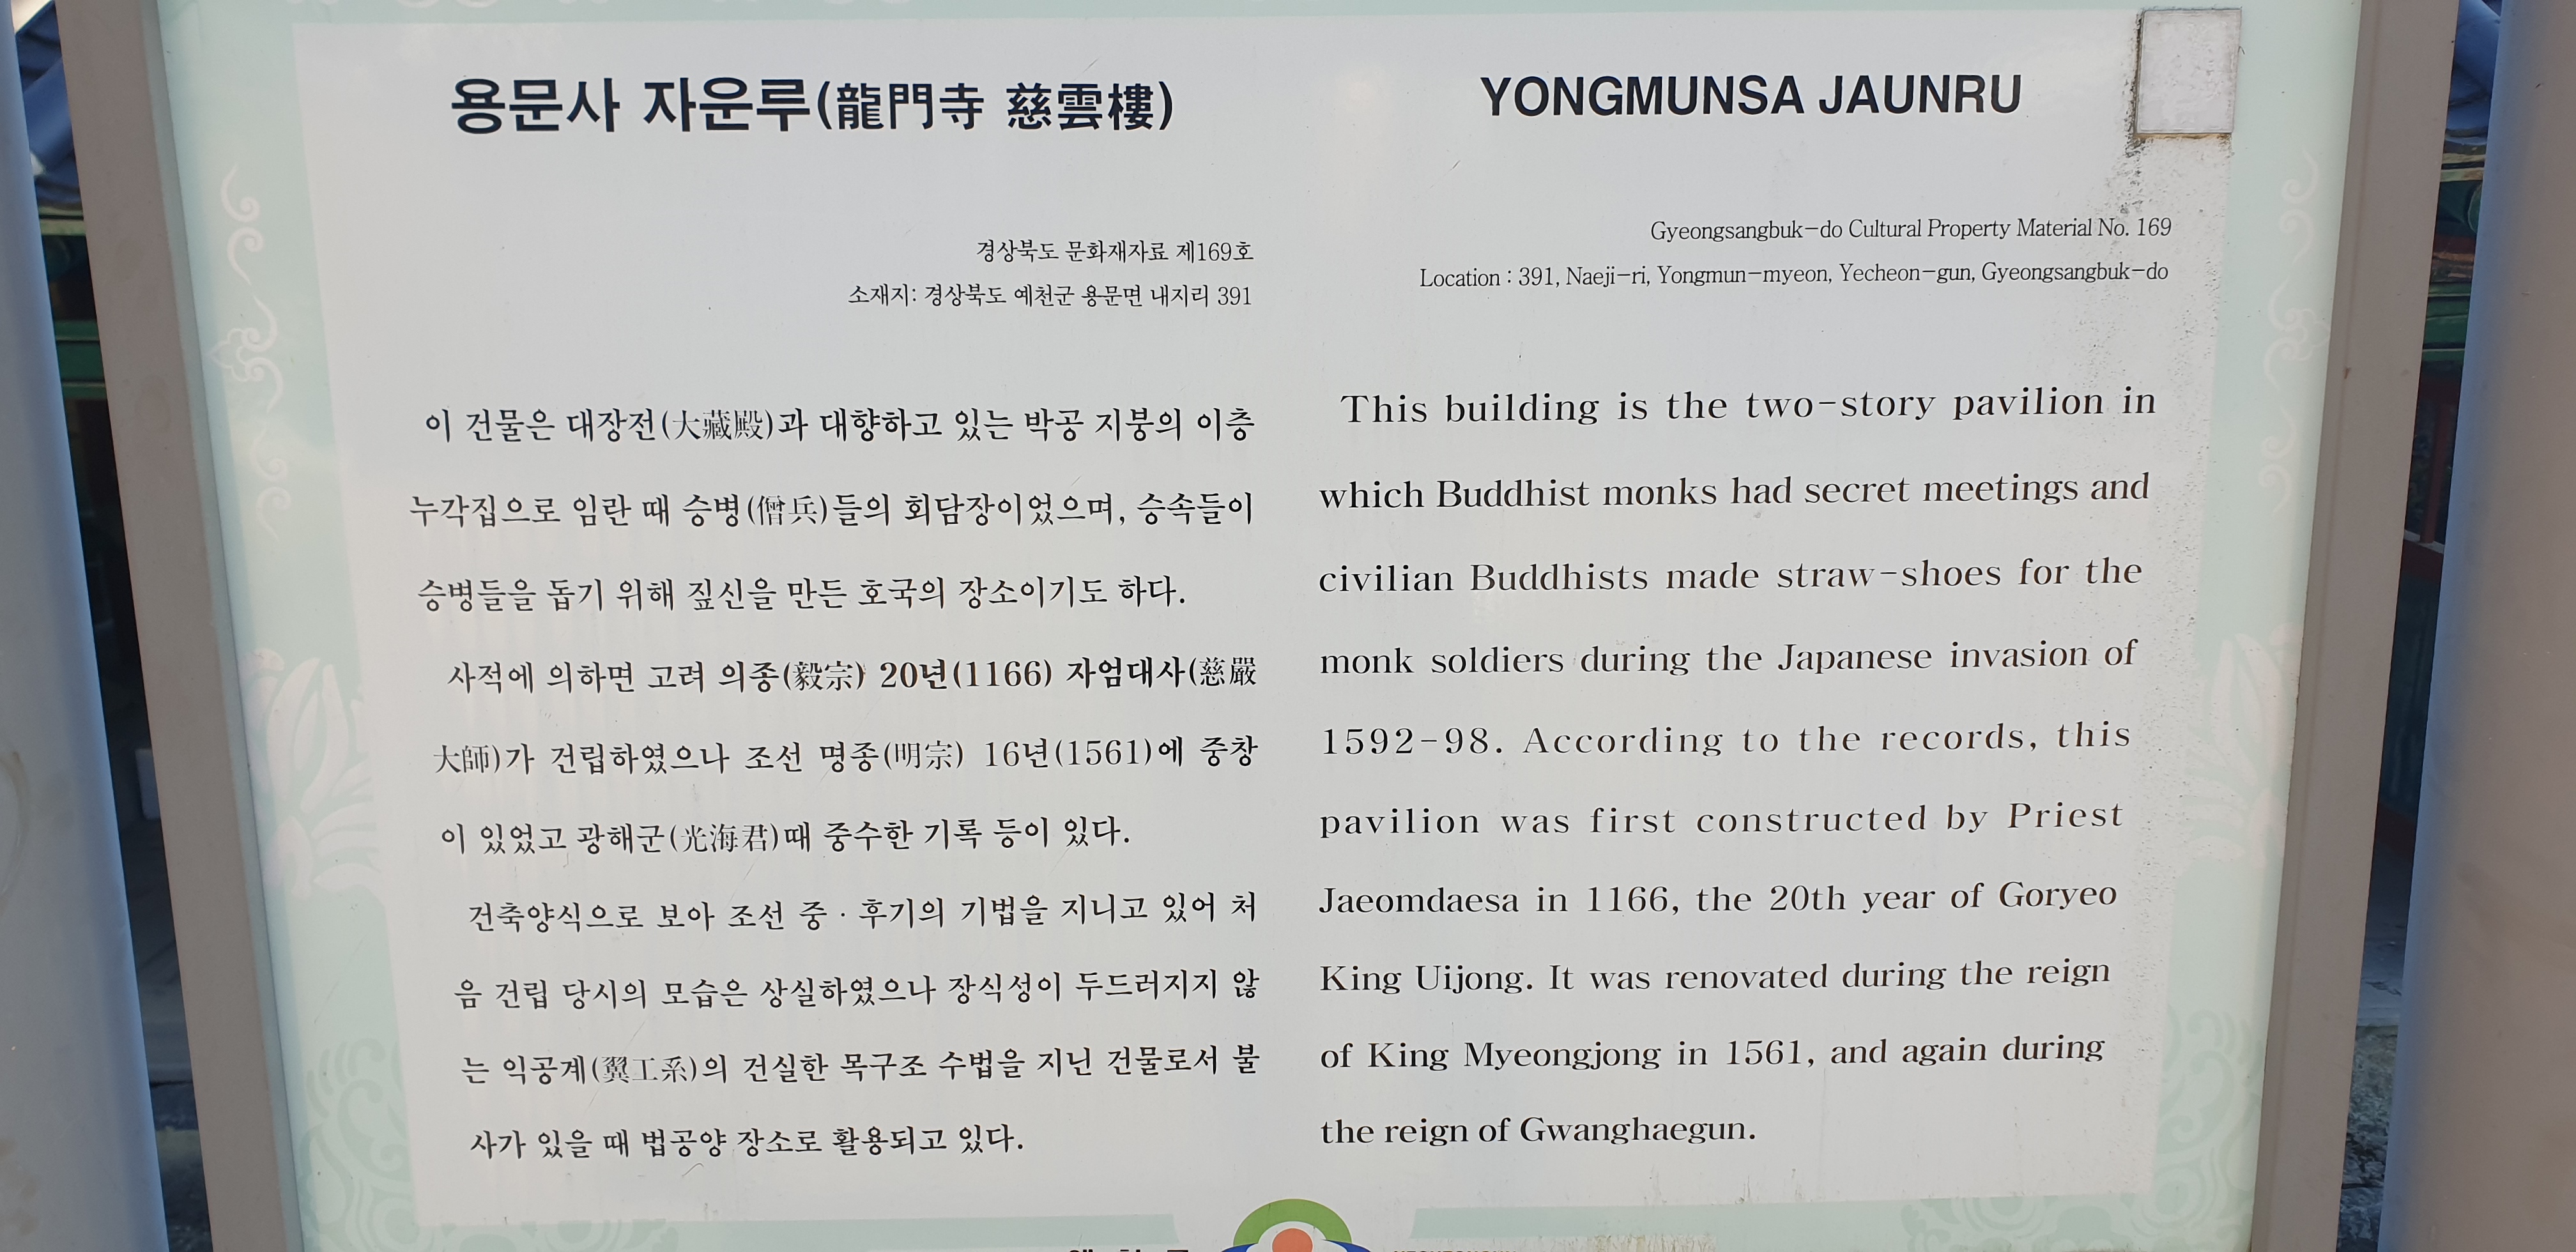 용문사 자운루(龍門寺 慈雲樓)
경상북도 문화재자료 제169호
소재지: 경상북도 예천군 용문면 내지리 391
이 건물은 대장전(大藏殿)과 대향하고 있는 박공 지붕의 이층
누각집으로 임란 때 승병(僧兵)들의 회담장이었으며, 승속들이
승병들을 돕기 위해 짚신을 만든 호국의 장소이기도 하다.
사적에 의하면 고려 의종(毅宗) 20년(1166) 자엄대사(慈嚴
大師)가 건립하였으나 조선 명종(明宗) 16년(1561)에 중창
이 있었고 광해군(光海君)때 중수한 기록 등이 있다.
건축양식으로 보아 조선 중·후기의 기법을 지니고 있어 처
음 건립 당시의 모습은 상실하였으나 장식성이 두드러지지 않
는 익공계(翼工系)의 건실한 목구조 수법을 지닌 건물로서 불
사가 있을 때 법공양 장소로 활용되고 있다.
YONGMUNSA JAUNRU
Gyeongsangbuk-do Cultural Property Material No. 169
Location : 391, Naeji-ri, Yongmun-myeon, Yecheon-gun, Gyeongsangbuk-do
This building is the two-story pavilion in
which Buddhist monks had secret meetings and
civilian Buddhists made straw-shoes for the
monk soldiers during the Japanese invasion of
1592-98. According to the records, this
pavilion was first constructed by Priest
Jaeomdaesa in 1166, the 20th year of Goryeo
King Uijong. It was renovated during the reign
of King Myeongjong in 1561, and again during
the reign of Gwanghaegun.